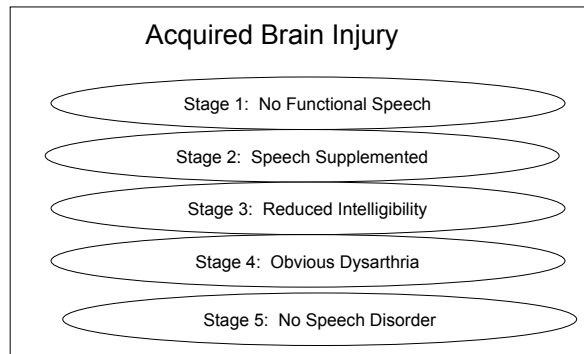 Acquired Brain Injury
Stage 1: No Functional Speech
Stage 2: Speech Supplemented
Stage 3: Reduced Intelligibility
Stage 4: Obvious Dysarthria
Stage 5: No Speech Disorder